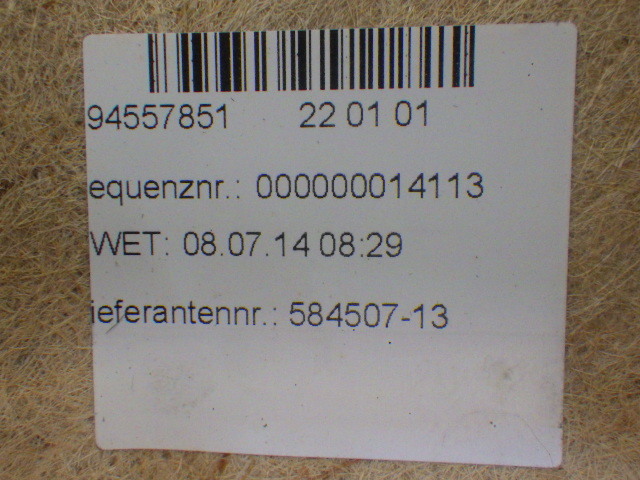 94557851 22 01 01
equenznr.: 000000014113
WET: 08.07.14 08:29
ieferantennr.: 584507-13